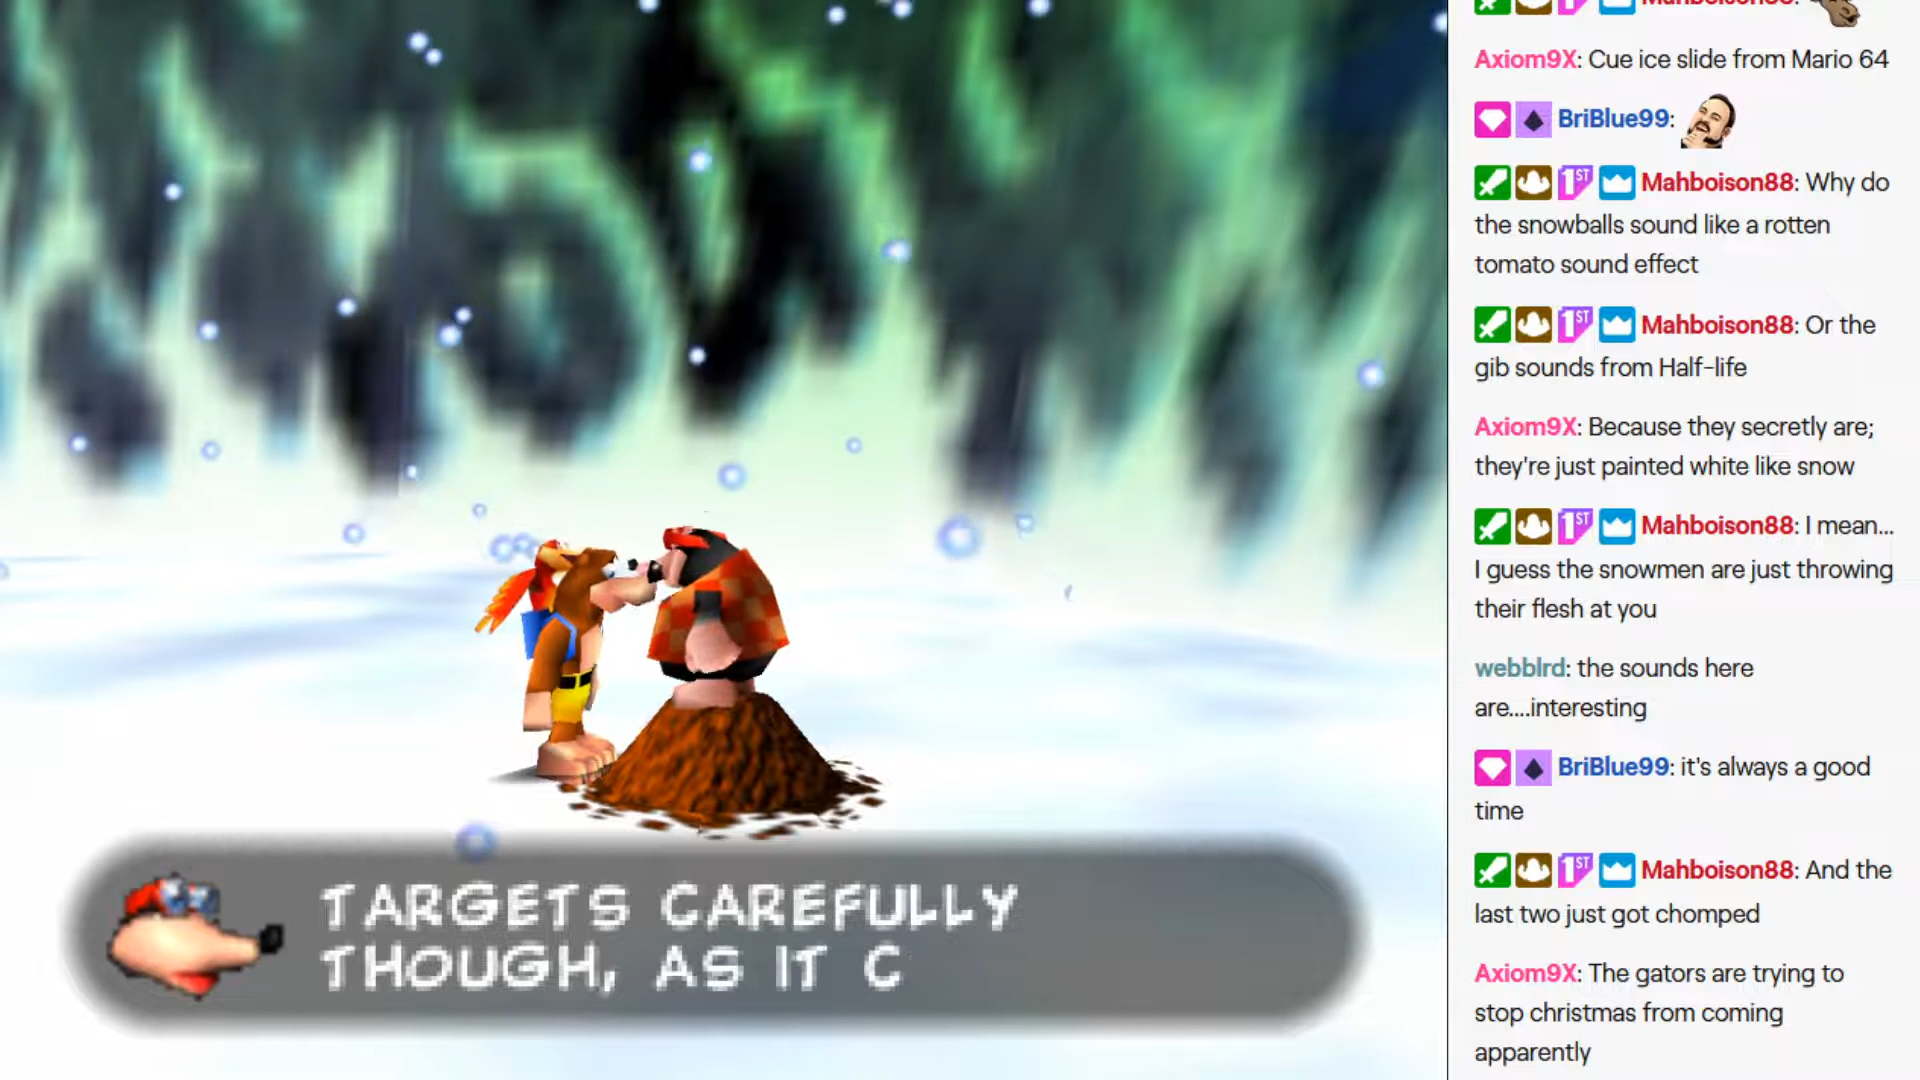 TARGETS CAREFULLY
THOUGH, AS IT C
Axiom9X: Cue ice slide from Mario 64
BriBlue99:
1ST Mahboison88: Why do
the snowballs sound like a rotten
tomato sound effect
1ST Mahboison88: Or the
gib sounds from Half-life
Axiom9X: Because they secretly are;
they're just painted white like snow
1ST Mahboison88: I mean...
I guess the snowmen are just throwing
their flesh at you
webblrd: the sounds here
are....interesting
BriBlue99: it's always a good
time
1ST Mahboison88: And the
last two just got chomped
Axiom9X: The gators are trying to
stop christmas from coming
apparently